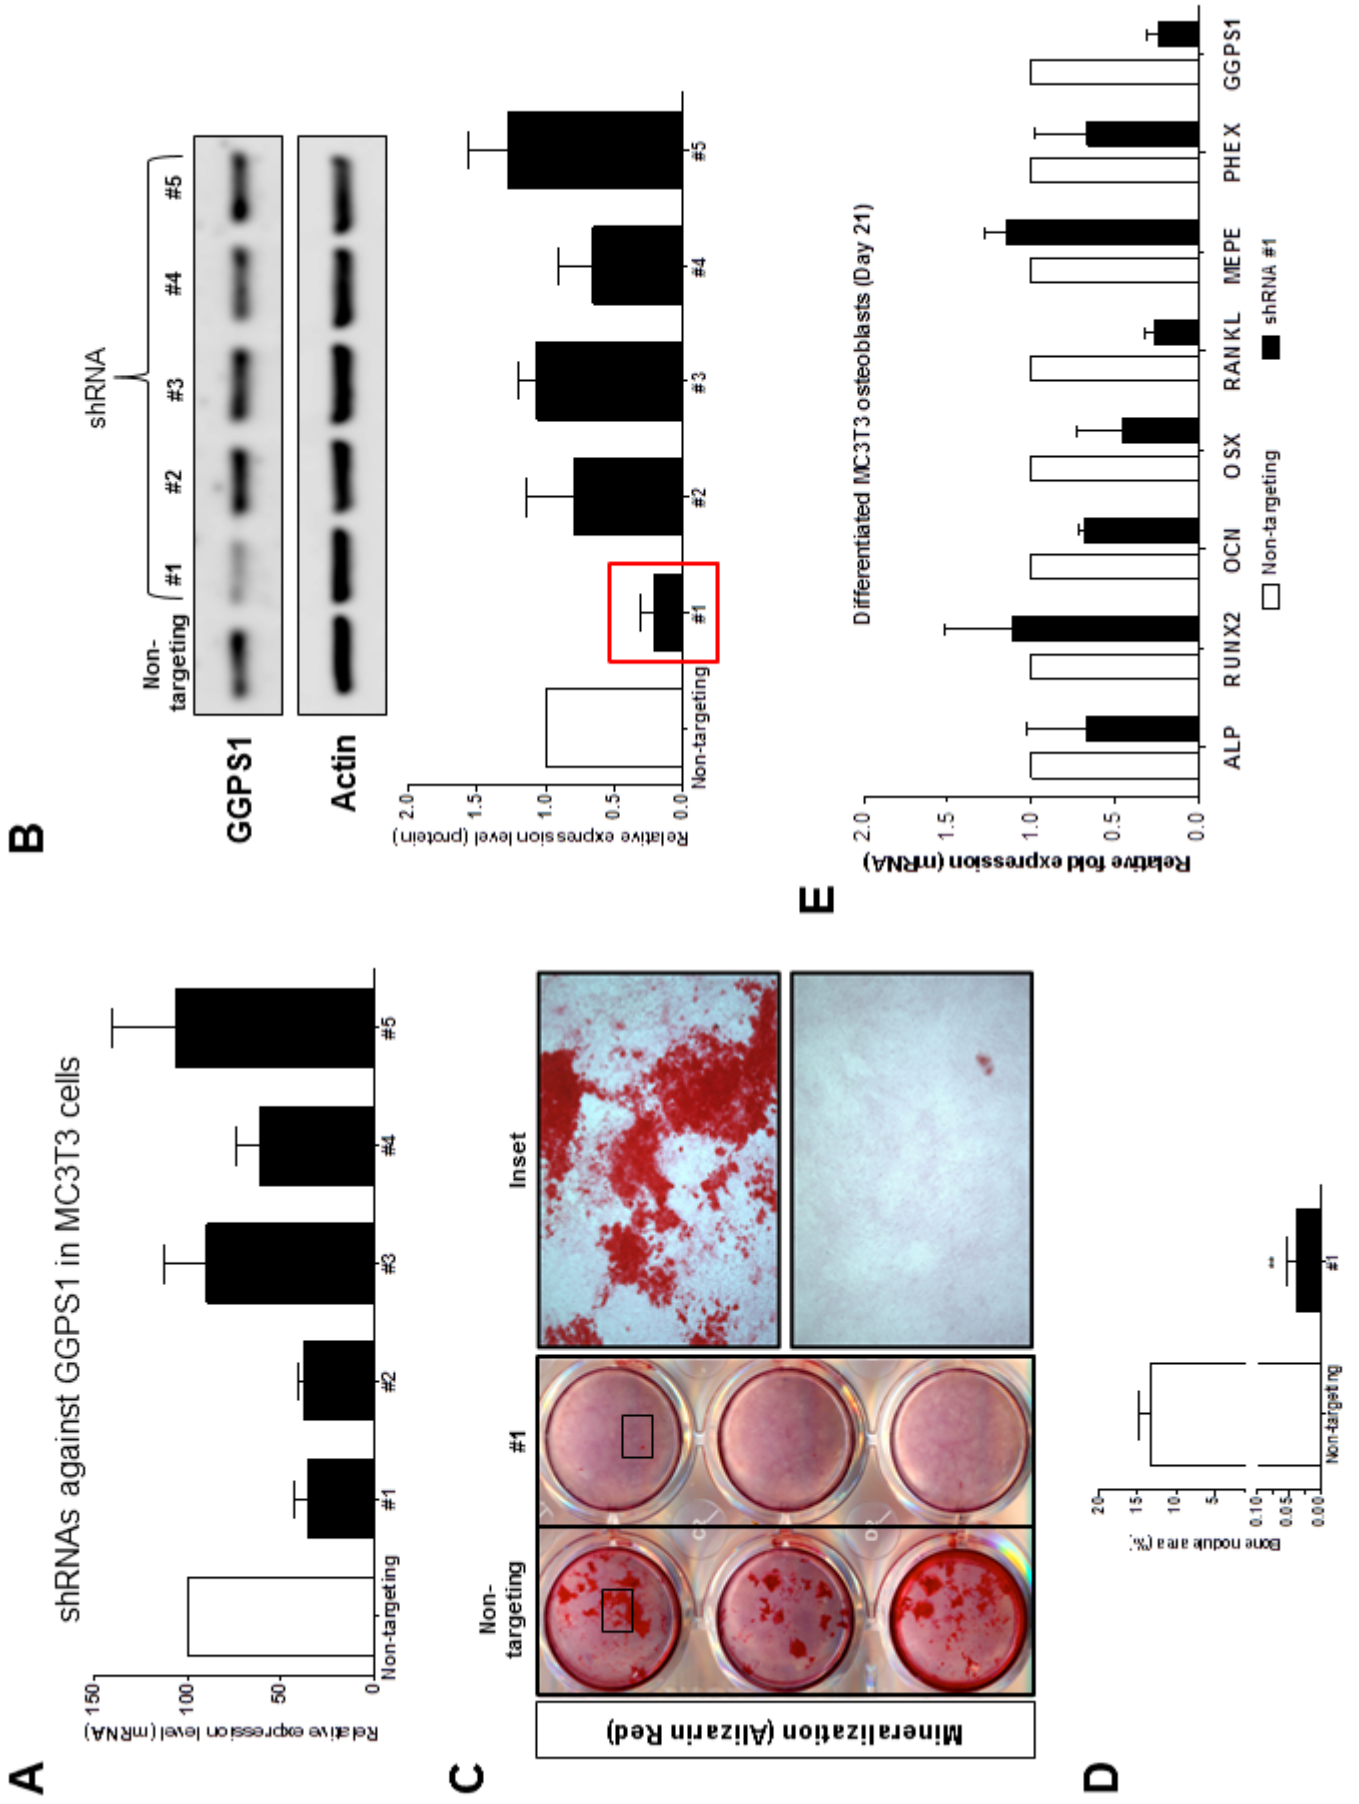 A
shRNAs against GGPS1 in MC3T3 cells
Relative expression level (mRNA)
150
100
50
0
Non-targeting
#1
#2
#3
#4
#5
B
shRNA
Non-
targeting
#1
#2
#3
#4
#5
GGPS1
Actin
Relative expression level (protein)
2.0
1.5
1.0
0.5
0.0
Non-targeting
#1
#2
#3
#4
#5
C
Non-
targeting
#1
Inset
Mineralization (Alizarin Red)
D
Bone nodule area (%)
20
15
10
5
0.10
0.05
0.00
Non-targeting
#1
**
E
Differentiated MC3T3 osteoblasts (Day 21)
Relative fold expression (mRNA)
2.0
1.5
1.0
0.5
0.0
ALP RUNX2 OCN OSX RANKL MEPE PHEX GGPS1
Non-targeting shRNA #1